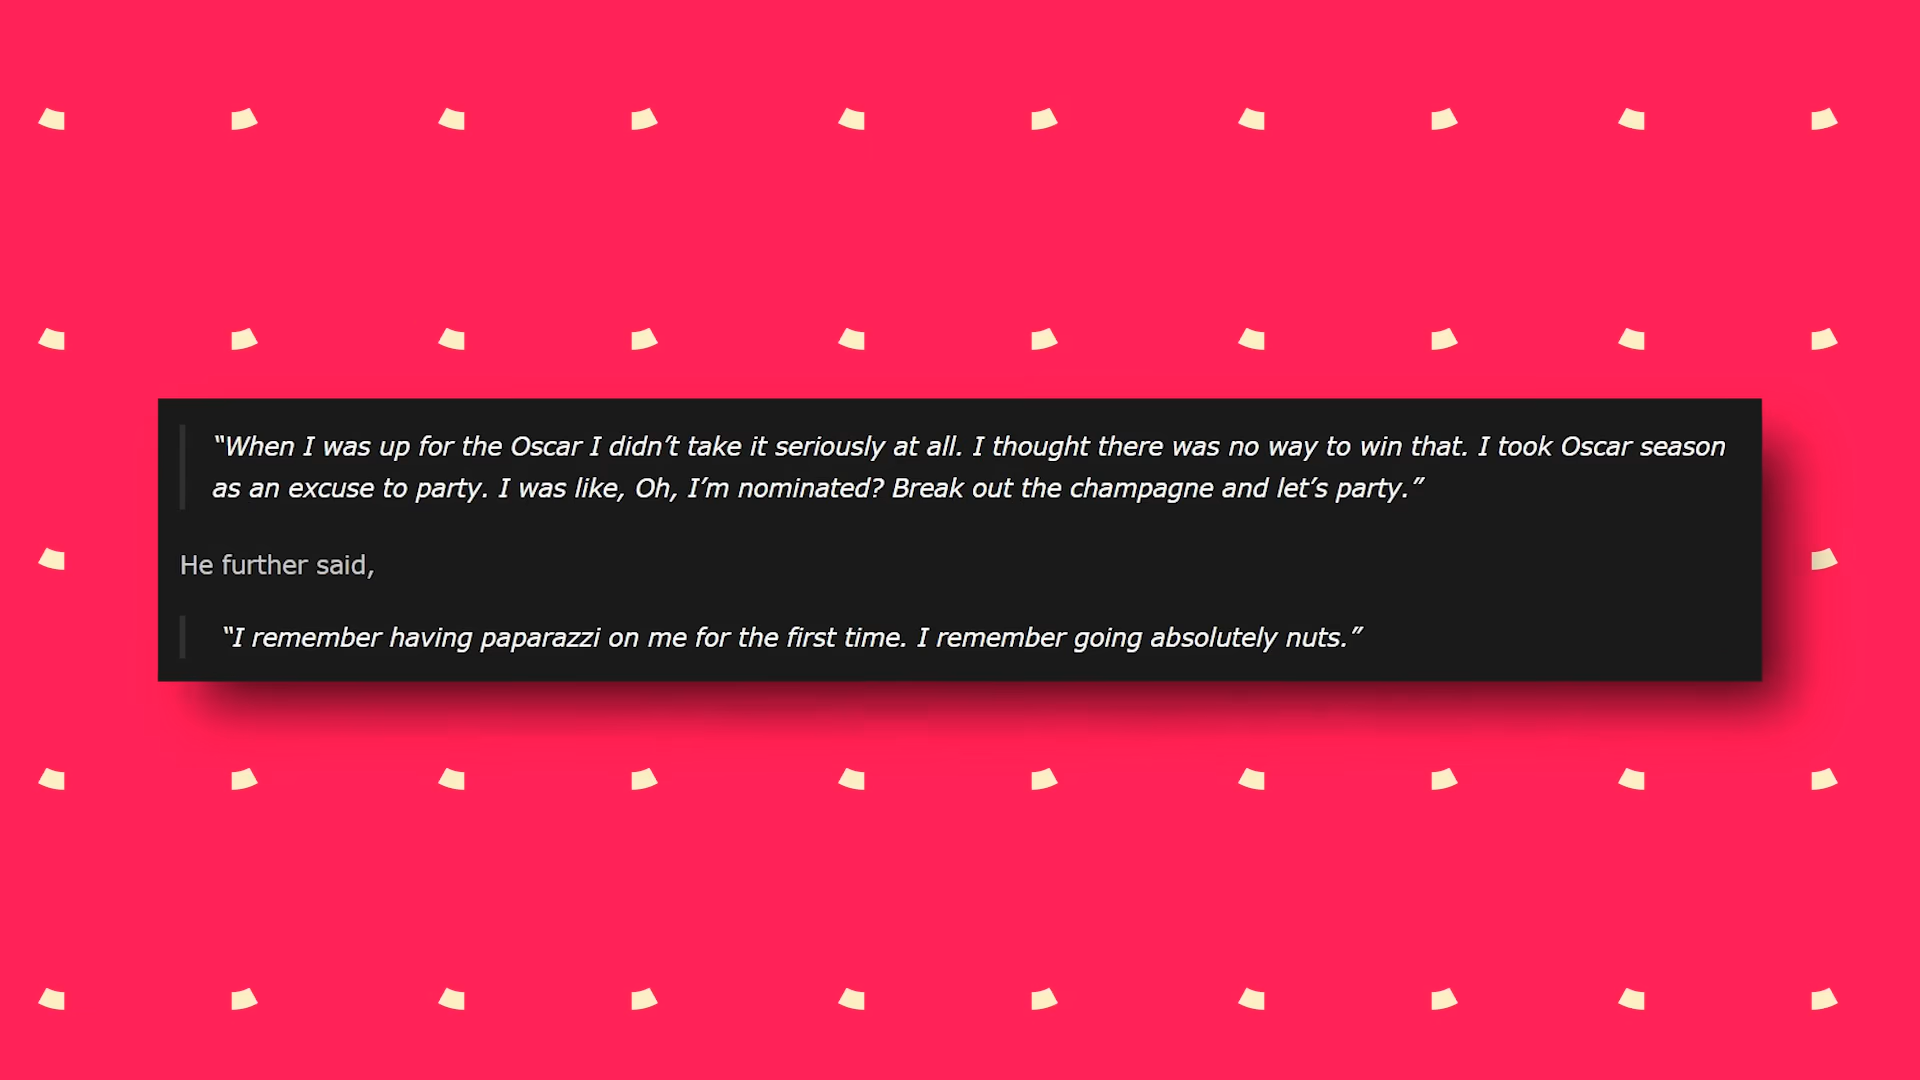 “When I was up for the Oscar I didn’t take it seriously at all. I thought there was no way to win that. I took Oscar season
as an excuse to party. I was like, Oh, I’m nominated? Break out the champagne and let’s party.”
He further said,
“I remember having paparazzi on me for the first time. I remember going absolutely nuts.”